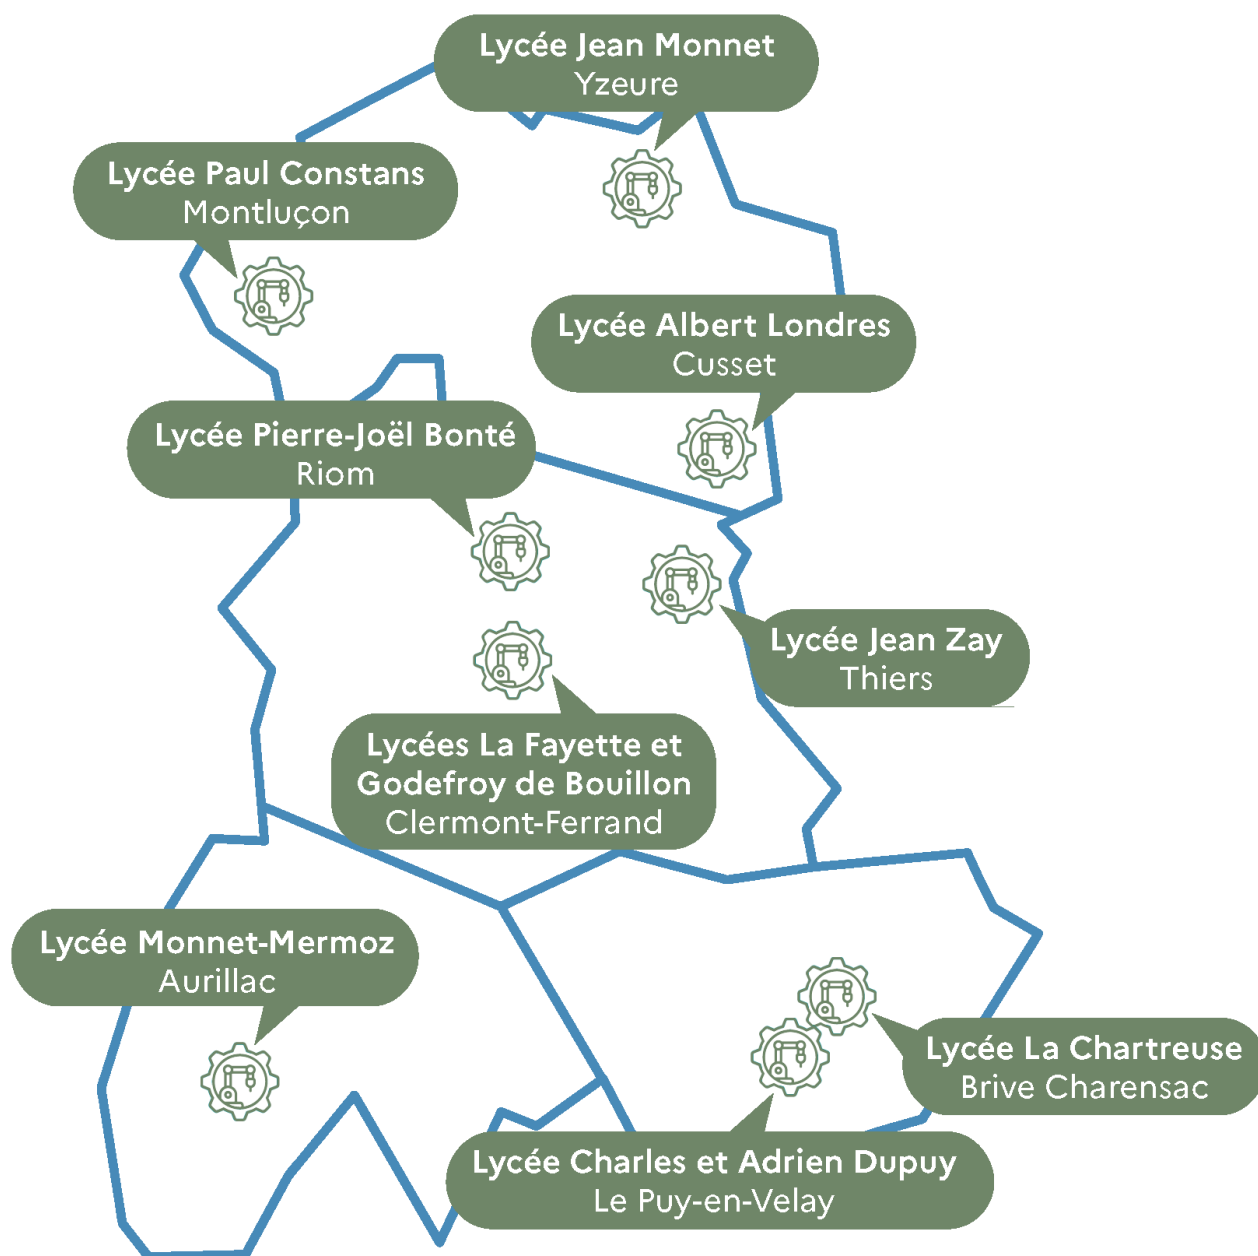 Lycée Jean Monnet
Yzeure
Lycée Paul Constans
Montluçon
Lycée Albert Londres
Cusset
Lycée Pierre-Joël Bonté
Riom
Lycée Jean Zay
Thiers
Lycées La Fayette et
Godefroy de Bouillon
Clermont-Ferrand
Lycée Monnet-Mermoz
Aurillac
Lycée La Chartreuse
Brive Charensac
Lycée Charles et Adrien Dupuy
Le Puy-en-Velay